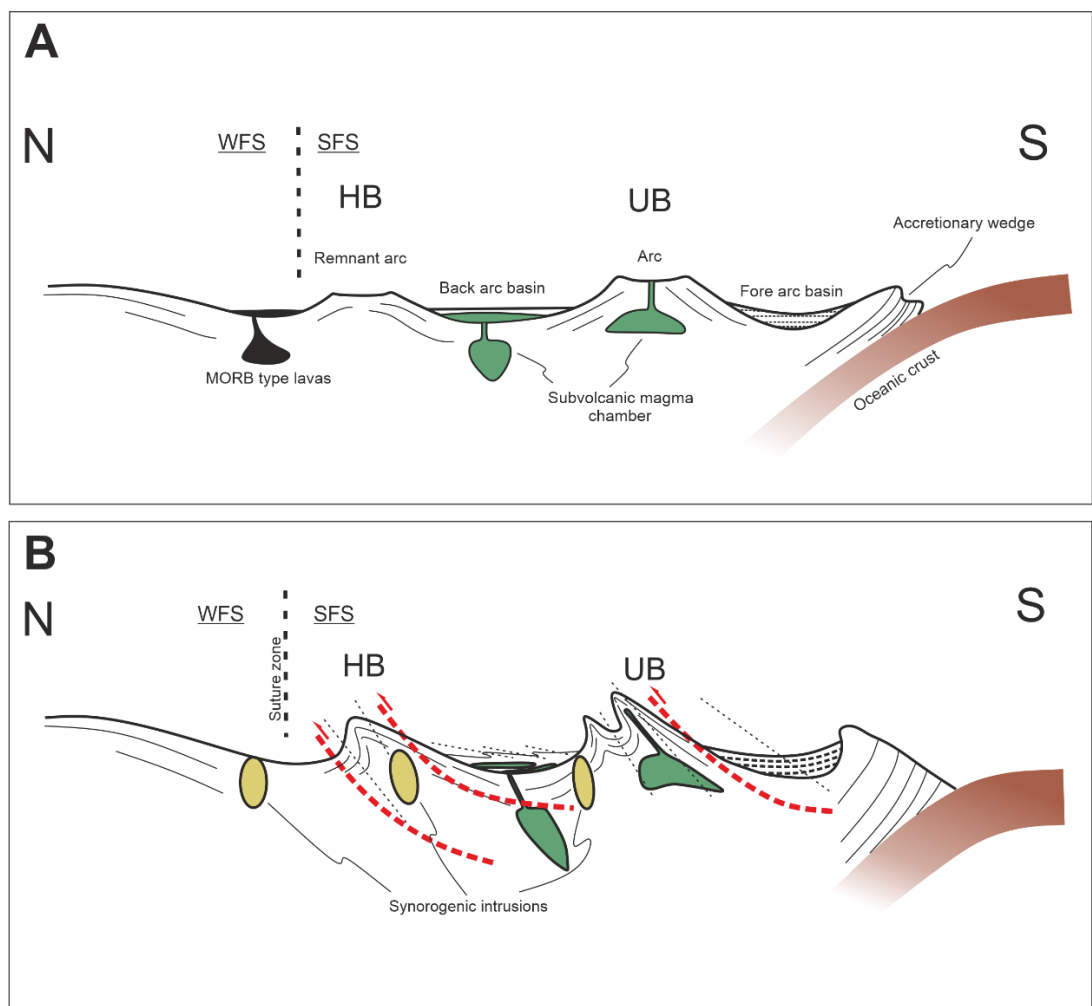 A
N
S
WFS
SFS
HB
UB
Accretionary wedge
Remnant arc
Arc
Back arc basin
Fore arc basin
MORB type lavas
Oceanic crust
Subvolcanic magma
chamber
B
N
S
WFS
SFS
Suture zone
HB
UB
Synorogenic intrusions